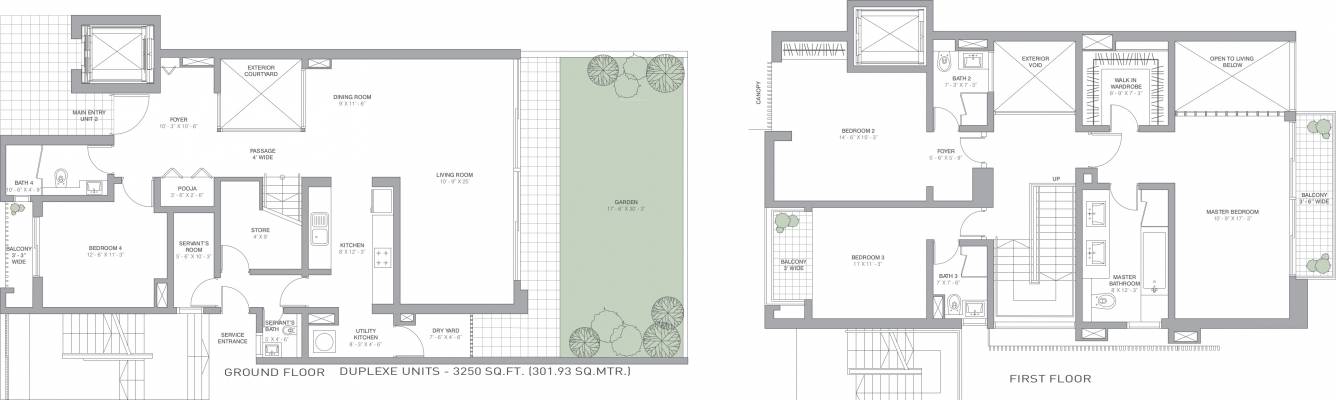 EXTERIOR
COURTYARD
MAIN ENTRY
UNIT 2
FOYER
10'- 3" X 10'- 6"
DINING ROOM
9' X 11'- 6"
PASSAGE
4' WIDE
BATH 4
10'- 6" X 4'- 9"
POOJA
3'- 8" X 2'- 6"
LIVING ROOM
10'- 9" X 25'
GARDEN
17'- 6" X 30'- 3"
BALCONY
3'- 3"
WIDE
BEDROOM 4
12'- 6" X 11'- 3"
SERVANT'S
ROOM
5'- 6" X 10'- 3"
STORE
4' X 8'
KITCHEN
8' X 12'- 3"
SERVICE
ENTRANCE
SERVANT'S
BATH
5' X 4'- 6"
UTILITY
KITCHEN
8'- 3" X 4'- 6"
DRY YARD
7'- 6" X 4'- 6"
GROUND FLOOR DUPLEXE UNITS - 3250 SQ.FT. (301.93 SQ.MTR.)
CANOPY
BATH 2
7'- 3" X 7'- 3"
EXTERIOR
VOID
WALK IN
WARDROBE
8'- 9" X 7'- 3"
OPEN TO LIVING
BELOW
BEDROOM 2
14'- 6" X 15'- 3"
FOYER
5'- 6" X 5'- 9"
UP
BALCONY
3'- 6" WIDE
MASTER BEDROOM
10'- 9" X 17'- 3"
BALCONY
3' WIDE
BEDROOM 3
11' X 11'- 3"
BATH 3
7' X 7'- 6"
MASTER
BATHROOM
8' X 12'- 3"
FIRST FLOOR